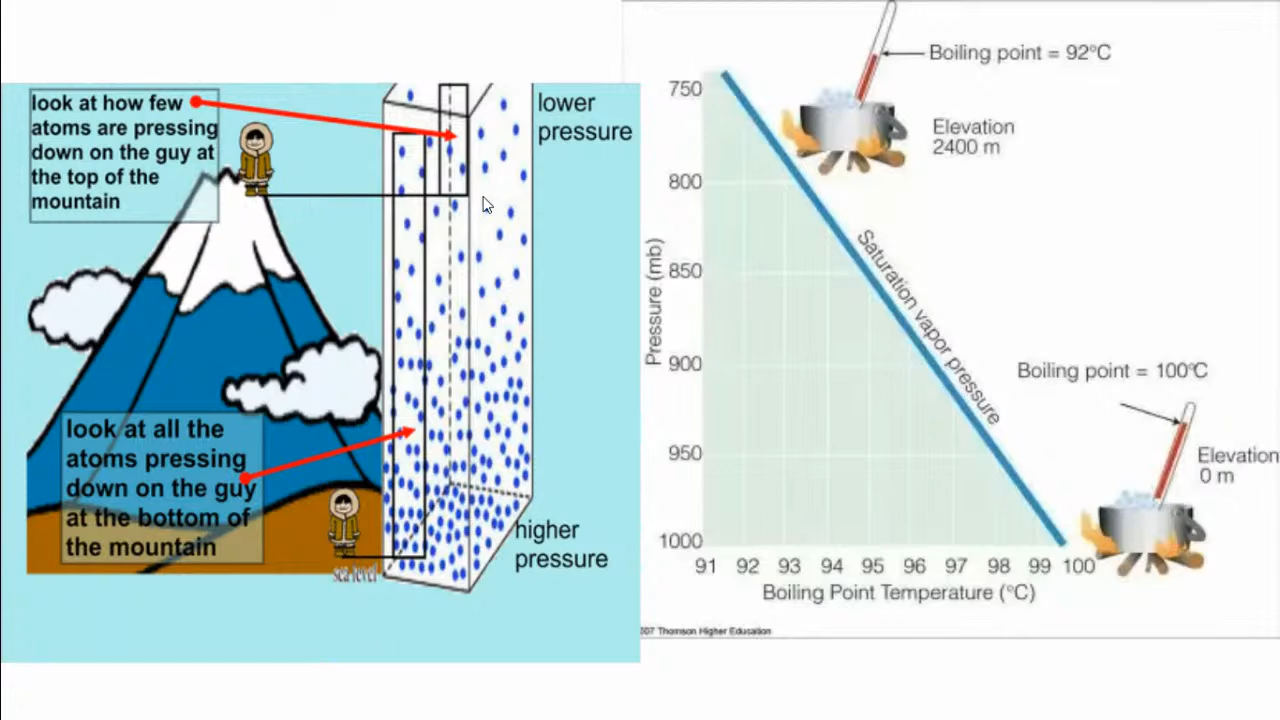 look at how few
atoms are pressing
down on the guy at
the top of the
mountain
lower
pressure
look at all the
atoms pressing
down on the guy
at the bottom of
the mountain
higher
pressure
sea-level
Boiling point = 92°C
Elevation
2400 m
Pressure (mb)
750
800
850
900
950
1000
Saturation vapor pressure
Boiling point = 100°C
Elevation
0 m
91 92 93 94 95 96 97 98 99 100
Boiling Point Temperature (°C)
007 Thomson Higher Education